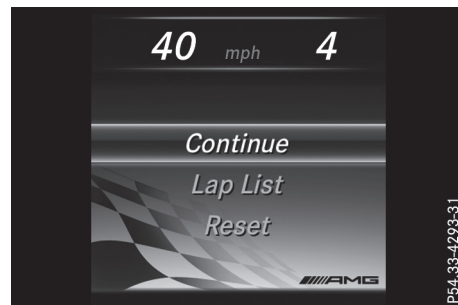 40 mph 4
Continue
Lap List
Reset
AMG
P54.33-4293-31